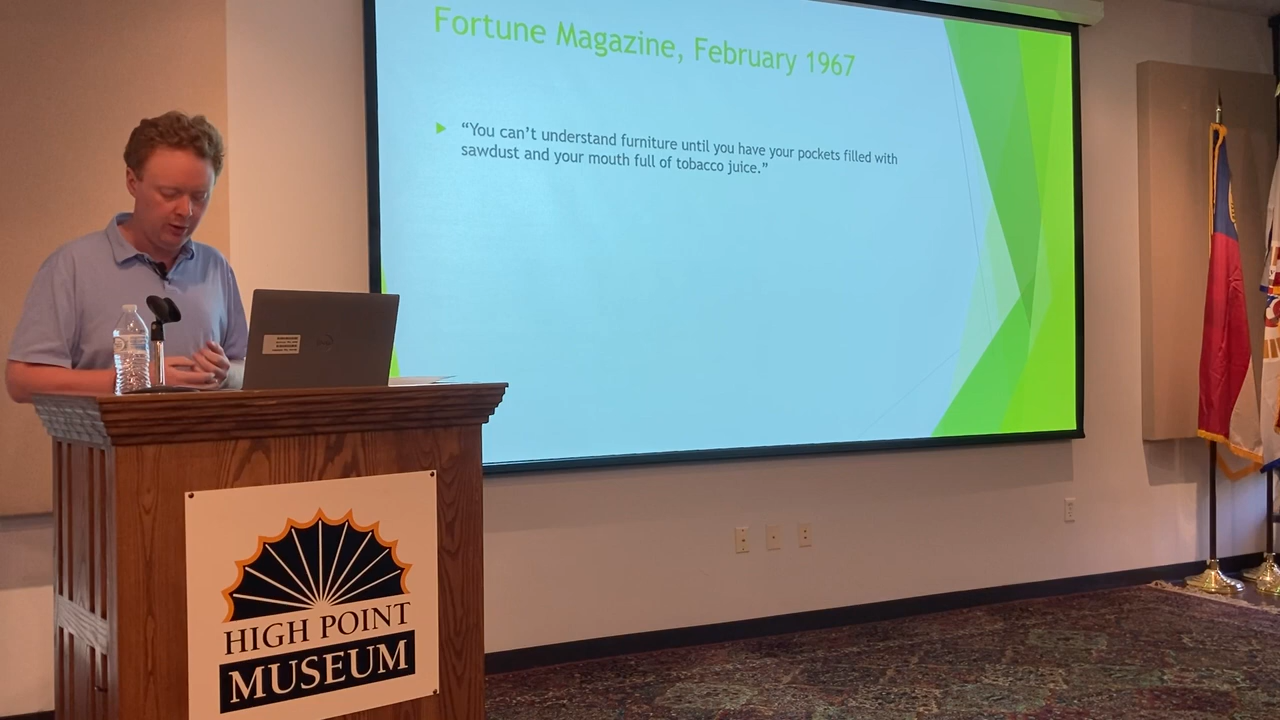 Fortune Magazine, February 1967
“You can’t understand furniture until you have your pockets filled with
sawdust and your mouth full of tobacco juice.”
HIGH POINT
MUSEUM